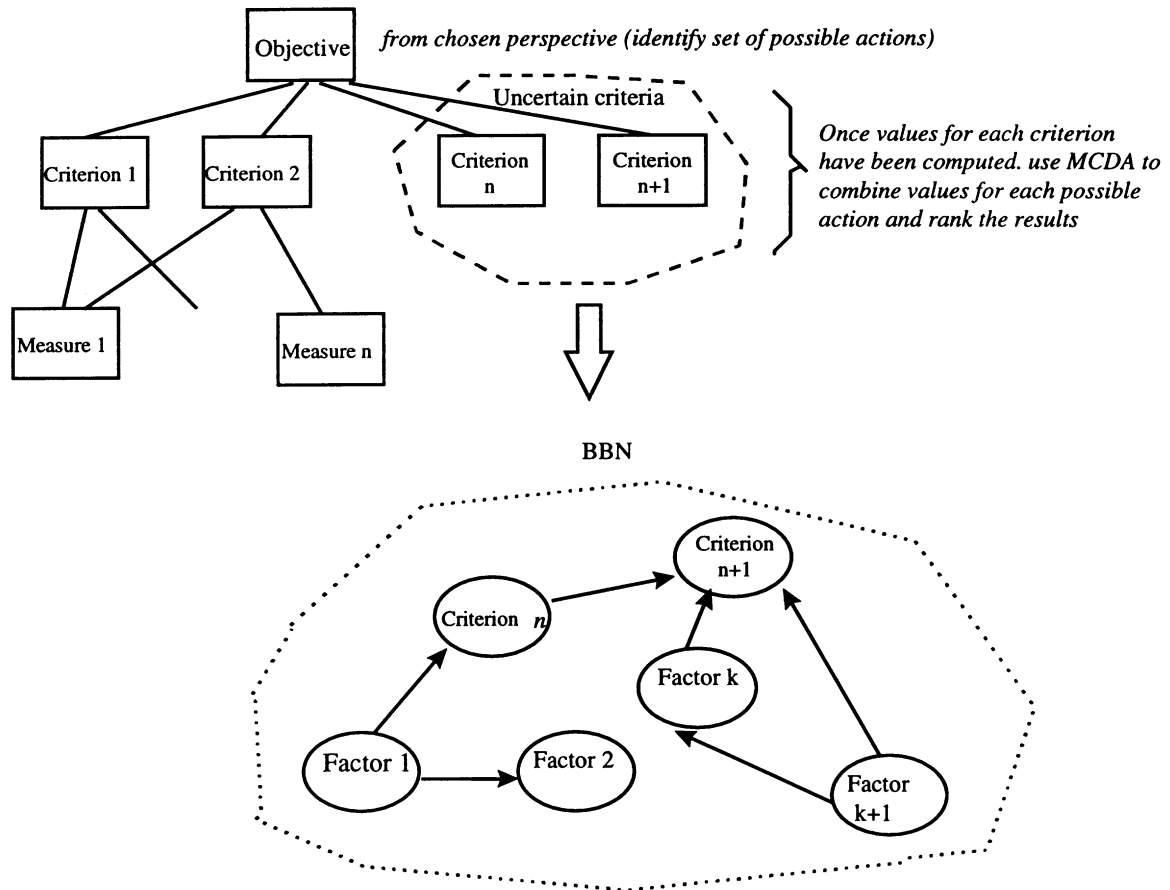 Objective
from chosen perspective (identify set of possible actions)
Uncertain criteria
Criterion 1
Criterion 2
Criterion
n
Criterion
n+1
Once values for each criterion
have been computed. use MCDA to
combine values for each possible
action and rank the results
Measure 1
Measure n
BBN
Criterion
n+1
Criterion n
Factor k
Factor 1
Factor 2
Factor
k+1